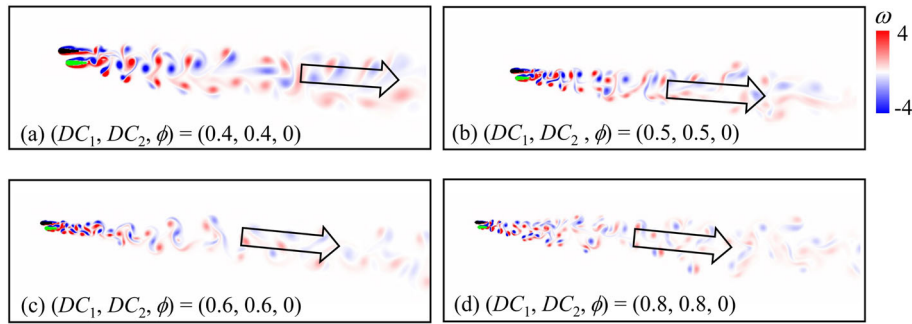 ω
4
-4
(a) (DC₁, DC₂, ϕ) = (0.4, 0.4, 0)
(b) (DC₁, DC₂ , ϕ) = (0.5, 0.5, 0)
(c) (DC₁, DC₂, ϕ) = (0.6, 0.6, 0)
(d) (DC₁, DC₂, ϕ) = (0.8, 0.8, 0)